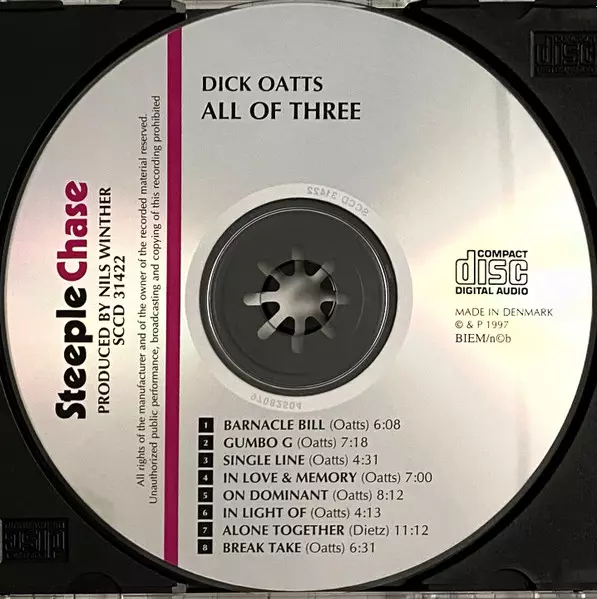 DICK OATTS
ALL OF THREE
SteepleChase
PRODUCED BY NILS WINTHER
SCCD 31422
All rights of the manufacturer and of the owner of the recorded material reserved.
Unauthorized public performance, broadcasting and copying of this recording prohibited
SCCD 31422
COMPACT
disc
DIGITAL AUDIO
MADE IN DENMARK
© & P 1997
BIEM/n©b
97082504
1 BARNACLE BILL (Oatts) 6:08
2 GUMBO G (Oatts) 7:18
3 SINGLE LINE (Oatts) 4:31
4 IN LOVE & MEMORY (Oatts) 7:00
5 ON DOMINANT (Oatts) 8:12
6 IN LIGHT OF (Oatts) 4:13
7 ALONE TOGETHER (Dietz) 11:12
8 BREAK TAKE (Oatts) 6:31
disc
disc